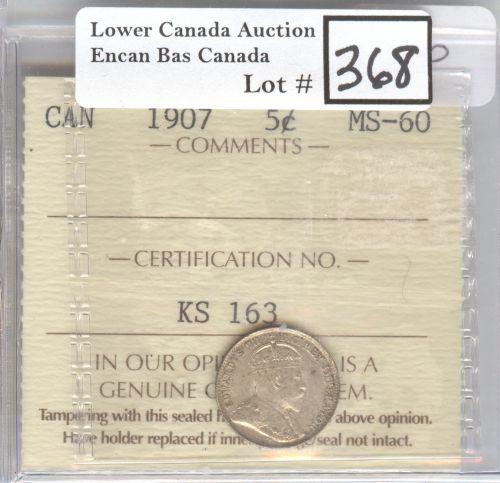 Lower Canada Auction
Encan Bas Canada
Lot # 368
CAN 1907 5¢ MS-60
COMMENTS
CERTIFICATION NO.
KS 163
IN OUR IS A
GENUINE
Tampering with this sealed above opinion.
Have holder replaced if inner seal not intact.